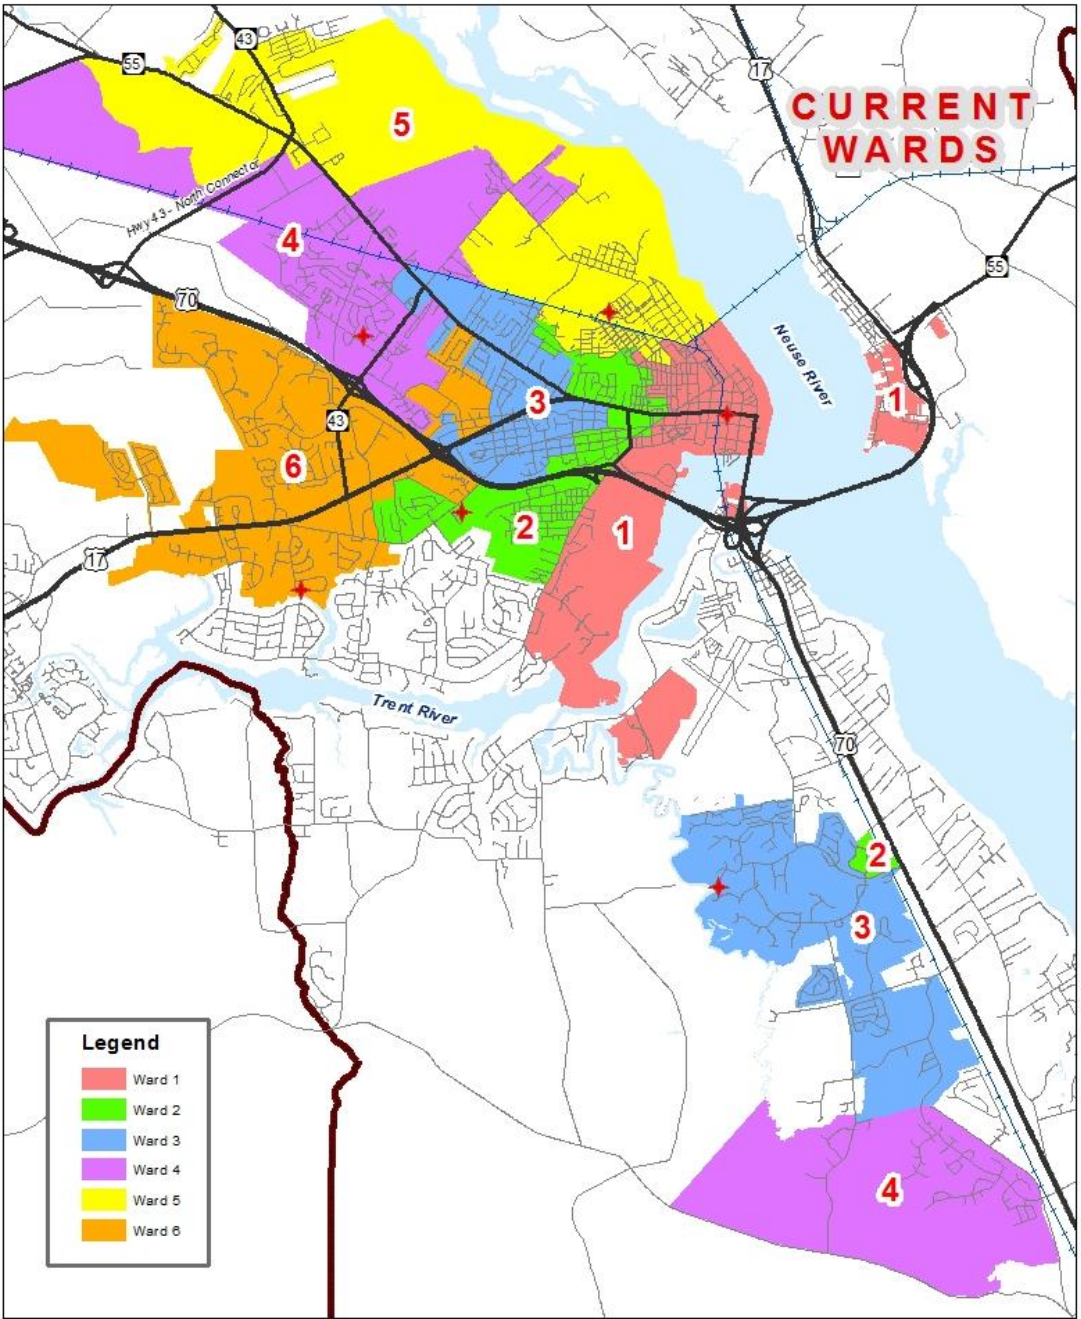 43
55
17
CURRENT
WARDS
5
Hwy 43 - North Connector
4
55
70
Neuse River
3
1
43
6
2
1
17
Trent River
70
2
3
4
Legend
Ward 1
Ward 2
Ward 3
Ward 4
Ward 5
Ward 6